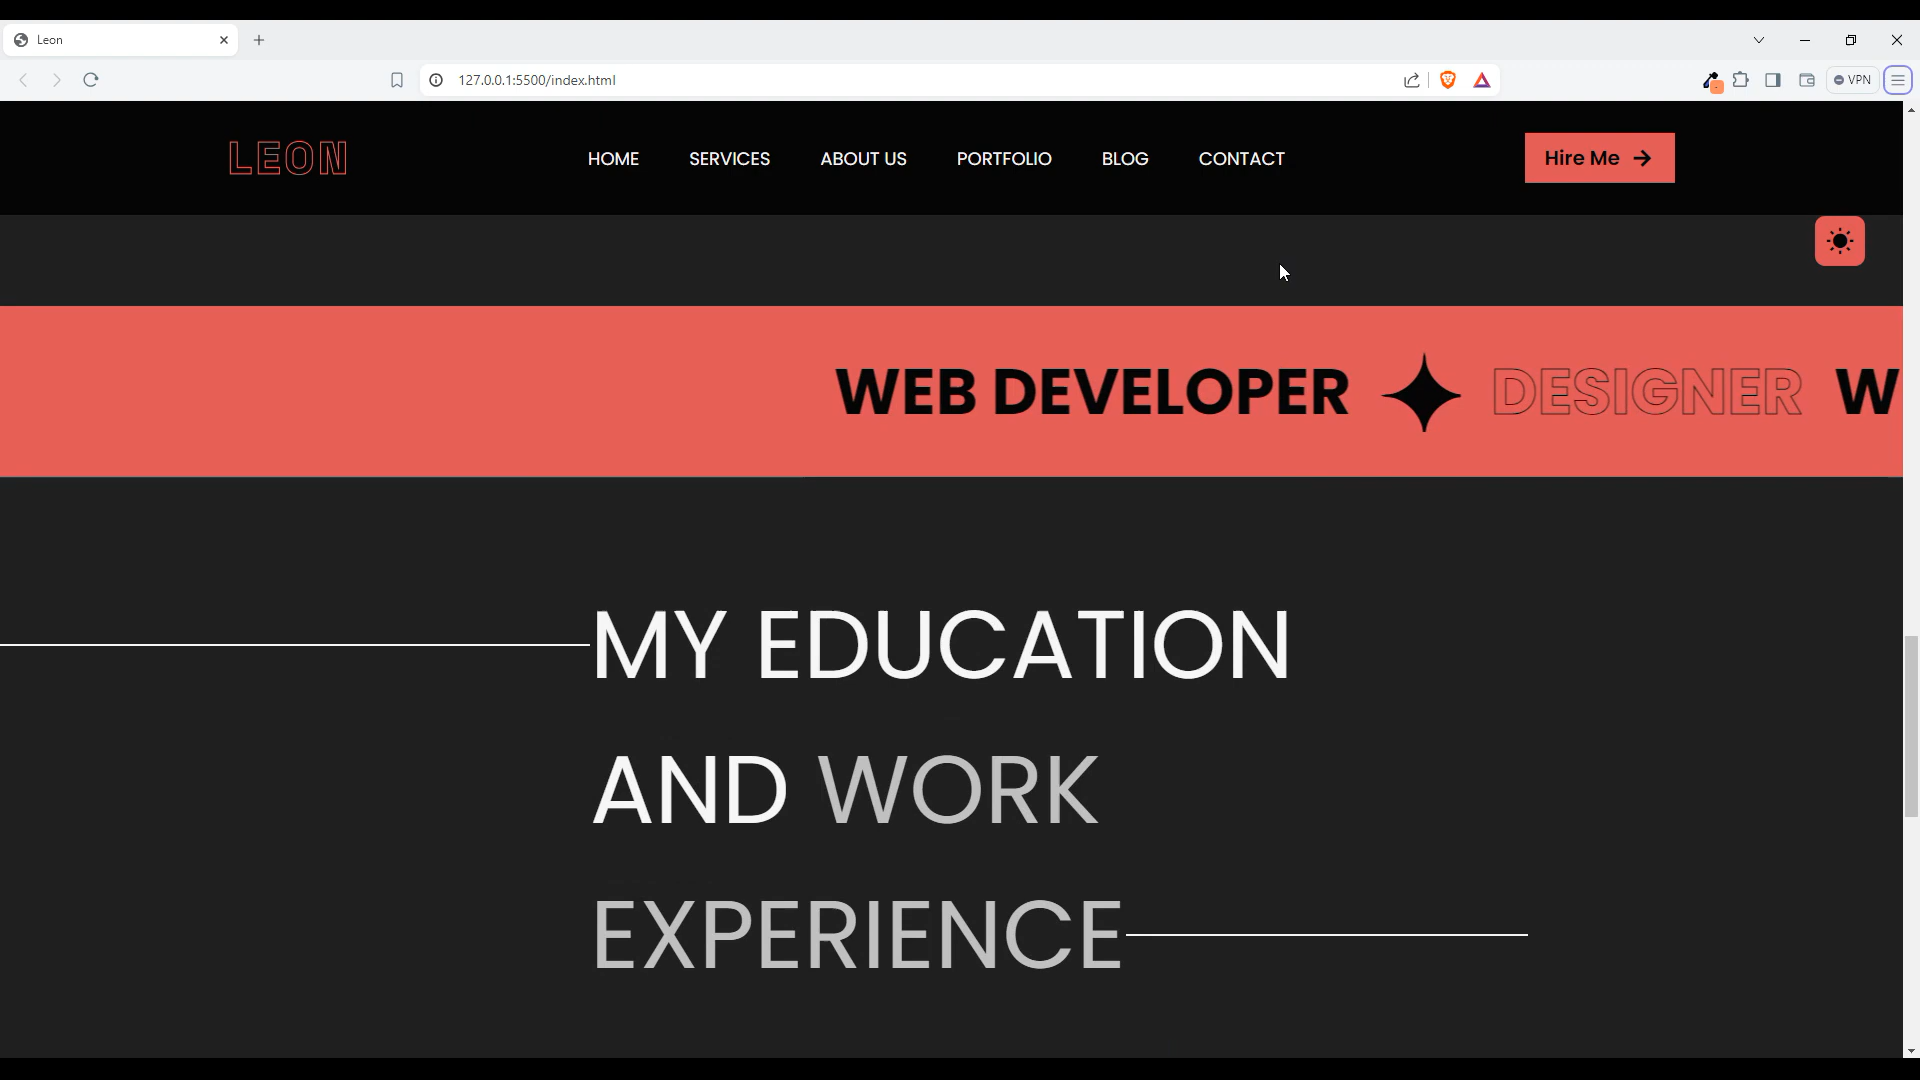 Leon
127.0.0.1:5500/index.html
VPN
LEON
HOME SERVICES ABOUT US PORTFOLIO BLOG CONTACT
Hire Me
WEB DEVELOPER DESIGNER W
MY EDUCATION
AND WORK
EXPERIENCE